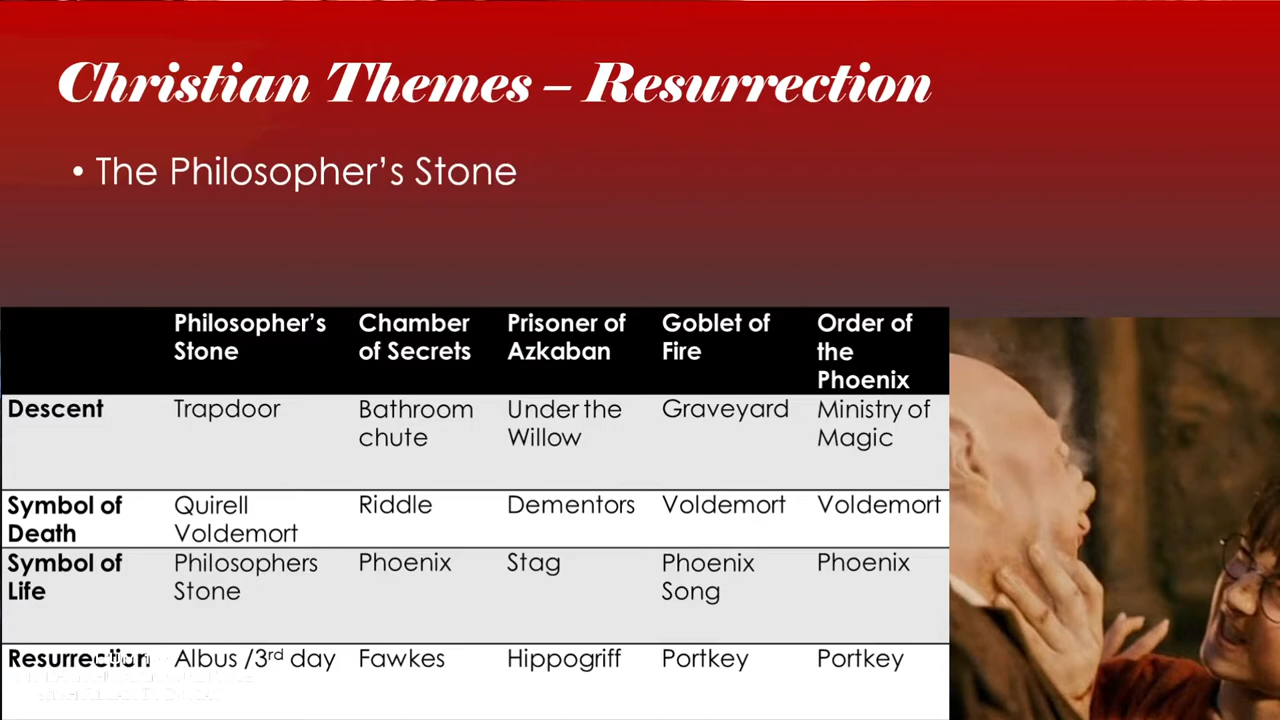 Christian Themes – Resurrection
• The Philosopher's Stone
Philosopher's Stone
Chamber of Secrets
Prisoner of Azkaban
Goblet of Fire
Order of the Phoenix
Descent
Trapdoor
Bathroom chute
Under the Willow
Graveyard
Ministry of Magic
Symbol of Death
Quirell Voldemort
Riddle
Dementors
Voldemort
Voldemort
Symbol of Life
Philosophers Stone
Phoenix
Stag
Phoenix Song
Phoenix
Resurrection
Albus /3rd day
Fawkes
Hippogriff
Portkey
Portkey